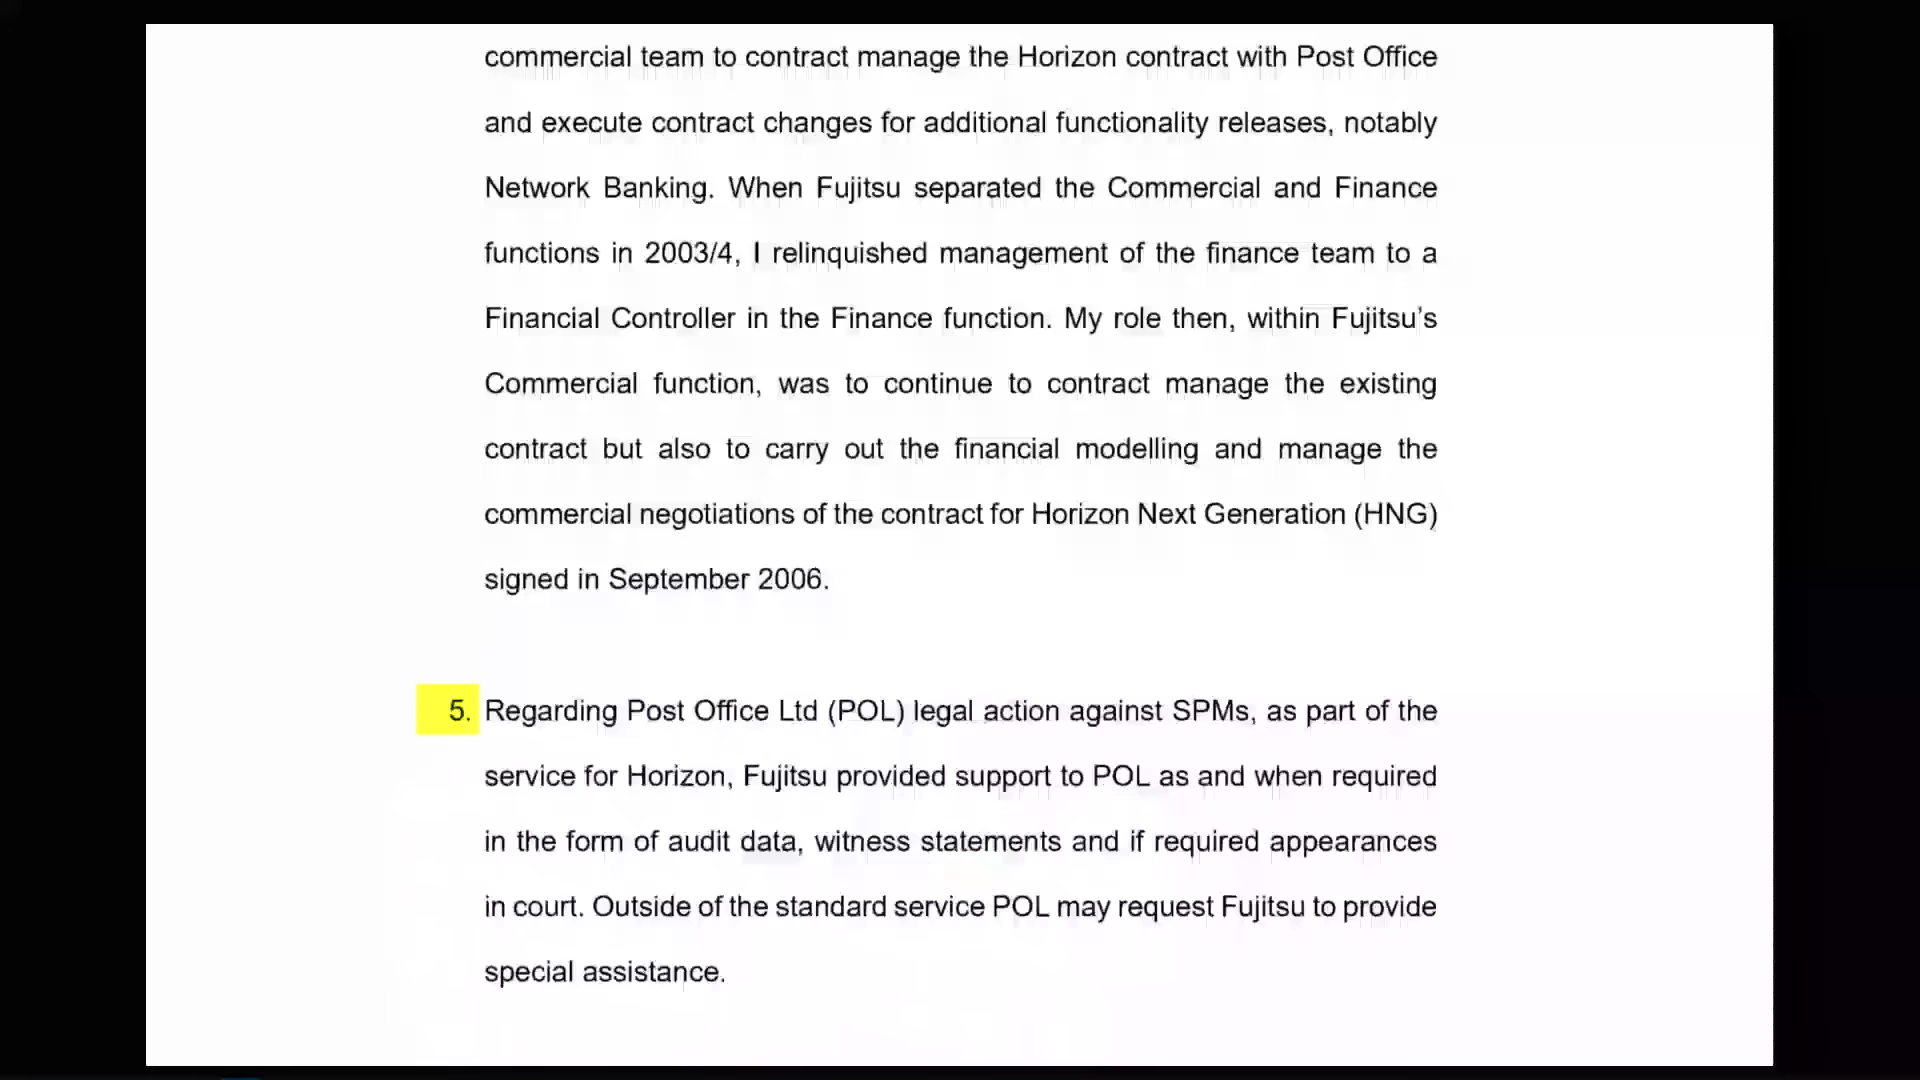 commercial team to contract manage the Horizon contract with Post Office
and execute contract changes for additional functionality releases, notably
Network Banking. When Fujitsu separated the Commercial and Finance
functions in 2003/4, I relinquished management of the finance team to a
Financial Controller in the Finance function. My role then, within Fujitsu’s
Commercial function, was to continue to contract manage the existing
contract but also to carry out the financial modelling and manage the
commercial negotiations of the contract for Horizon Next Generation (HNG)
signed in September 2006.
5. Regarding Post Office Ltd (POL) legal action against SPMs, as part of the
service for Horizon, Fujitsu provided support to POL as and when required
in the form of audit data, witness statements and if required appearances
in court. Outside of the standard service POL may request Fujitsu to provide
special assistance.